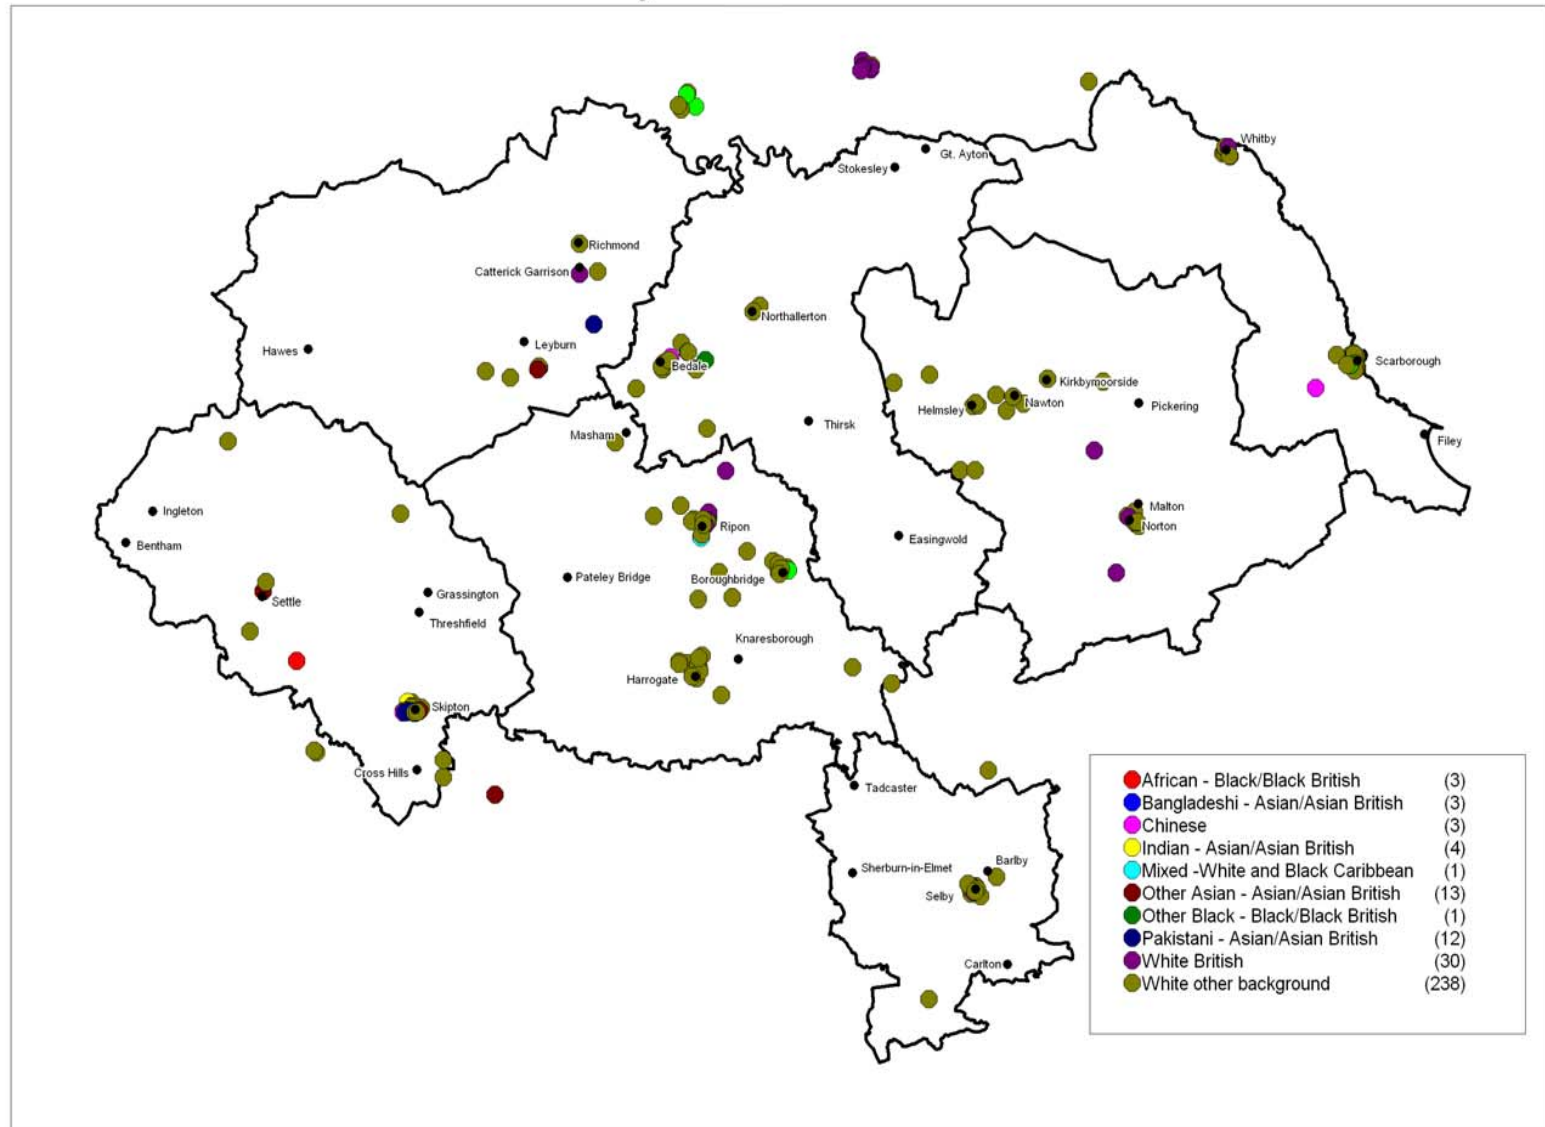 Whitby
Gt. Ayton
Stokesley
Richmond
Catterick Garrison
Northallerton
Leyburn
Hawes
Bedale
Scarborough
Kirkbymoorside
Nawton
Helmsley
Pickering
Thirsk
Masham
Filey
Malton
Ingleton
Ripon
Norton
Easingwold
Bentham
Pateley Bridge
Boroughbridge
Grassington
Settle
Threshfield
Knaresborough
Harrogate
Skipton
Cross Hills
Tadcaster
Sherburn-in-Elmet
Barlby
Selby
Carlton
African - Black/Black British (3)
Bangladeshi - Asian/Asian British (3)
Chinese (3)
Indian - Asian/Asian British (4)
Mixed -White and Black Caribbean (1)
Other Asian - Asian/Asian British (13)
Other Black - Black/Black British (1)
Pakistani - Asian/Asian British (12)
White British (30)
White other background (238)